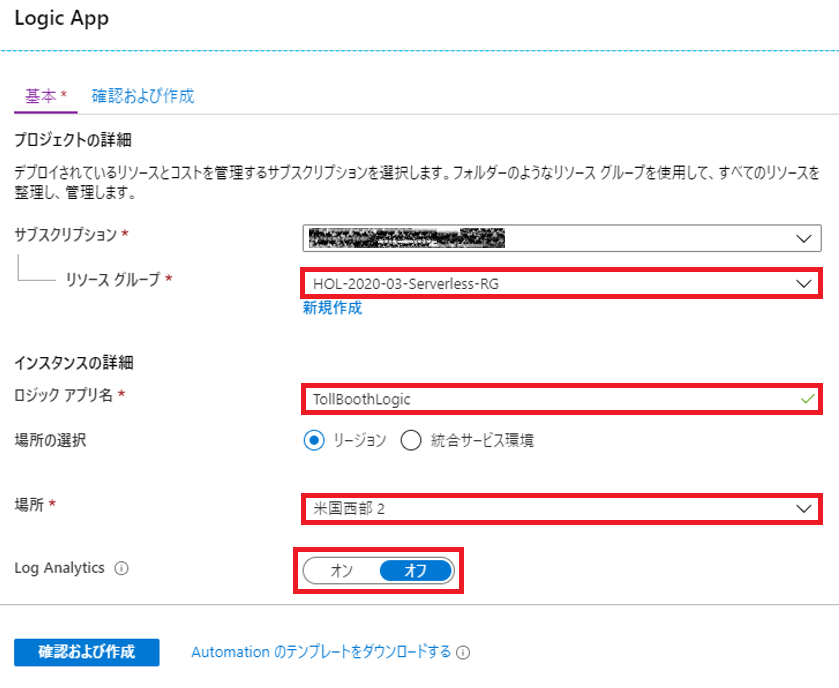 Logic App
基本 * 確認および作成
プロジェクトの詳細
デプロイされているリソースとコストを管理するサブスクリプションを選択します。フォルダーのようなリソース グループを使用して、すべてのリソースを
整理し、管理します。
サブスクリプション *
リソース グループ * HOL-2020-03-Serverless-RG
新規作成
インスタンスの詳細
ロジック アプリ名 * TollBoothLogic
場所の選択 リージョン 統合サービス環境
場所 * 米国西部 2
Log Analytics オン オフ
確認および作成 Automation のテンプレートをダウンロードする